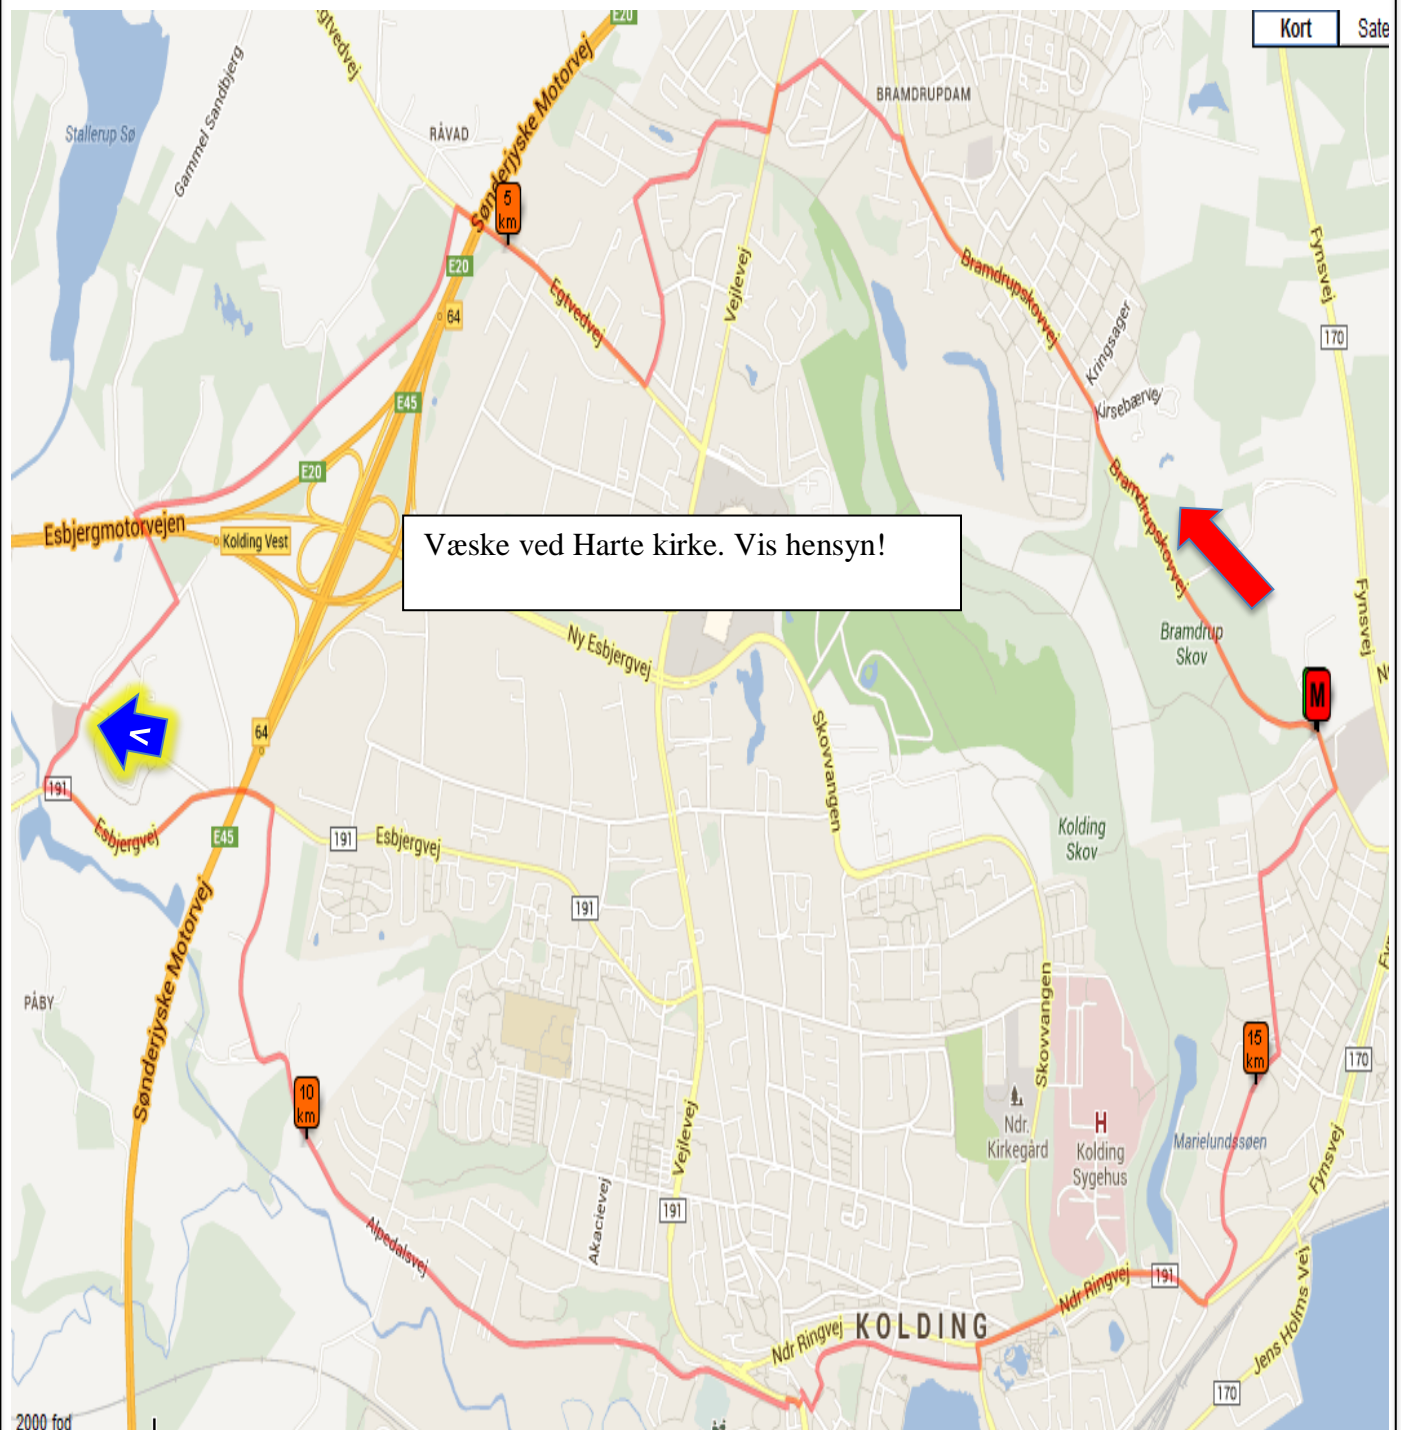 E20
Kort
Sate
Egtvedvej
Sønderjyske Motorvej
Gammel Sandbjerg
Stallerup Sø
RÅVAD
BRAMDRUPDAM
5
km
E20
64
Egtvedvej
Vejlevej
Bramdrupskovvej
Fynsvej
170
Kringsager
Kirsebærvej
E45
E20
Bramdrupskovvej
Esbjergmotorvejen
Kolding Vest
Væske ved Harte kirke. Vis hensyn!
Ny Esbjergvej
Fynsvej
Bramdrup
Skov
M
V
64
Skovvangen
191
Esbjergvej
E45
191
Esbjergvej
Kolding
Skov
191
Sønderjyske Motorvej
PÅBY
Skovvangen
15
km
170
10
km
Ndr.
Kirkegård
H
Kolding
Sygehus
Marielundssøen
Fynsvej
Vejlevej
191
Akacievej
Alpedalsvej
Ndr Ringvej
191
Ndr Ringvej
KOLDING
Jens Holms Vej
170
2000 fod